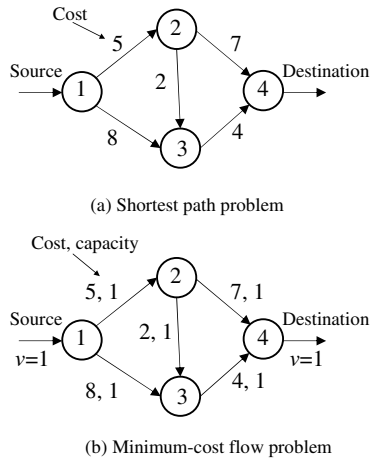 Cost
5
2
7
Source
Destination
2
1
4
8
4
3
(a) Shortest path problem
Cost, capacity
5, 1
2
7, 1
Source
Destination
2, 1
1
4
v=1
v=1
8, 1
4, 1
3
(b) Minimum-cost flow problem